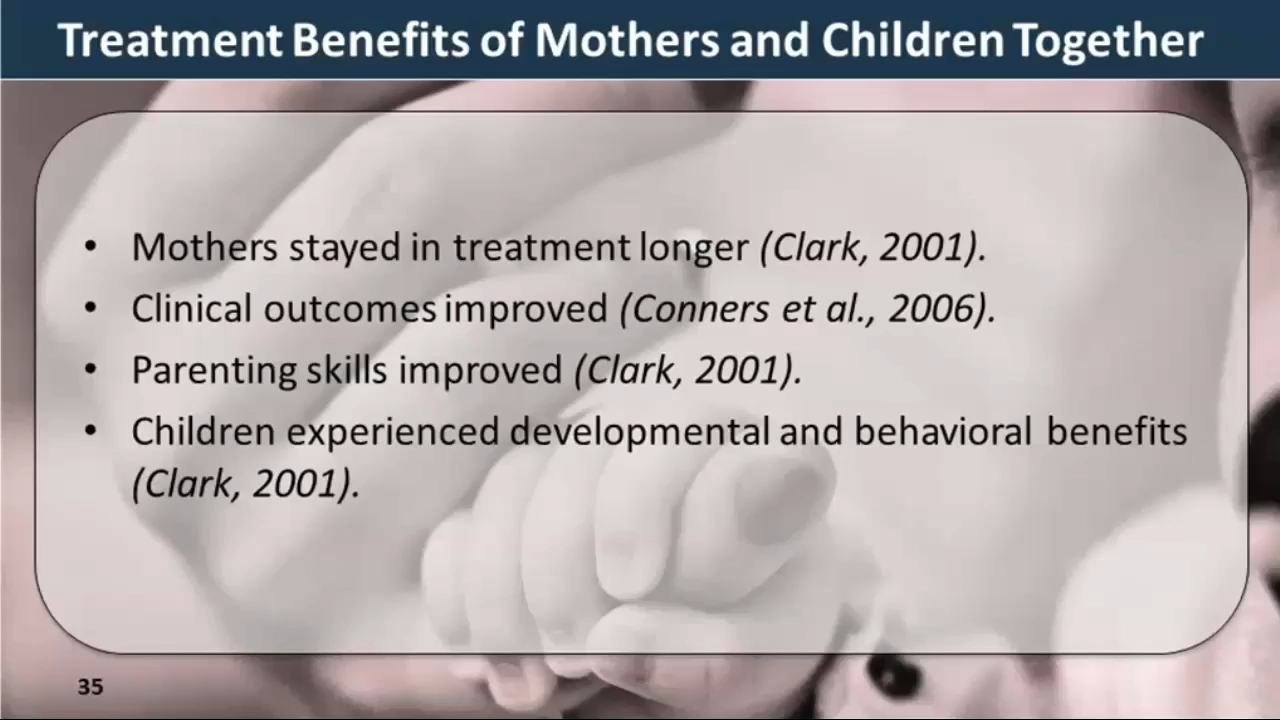 Treatment Benefits of Mothers and Children Together
• Mothers stayed in treatment longer (Clark, 2001).
• Clinical outcomes improved (Conners et al., 2006).
• Parenting skills improved (Clark, 2001).
• Children experienced developmental and behavioral benefits
(Clark, 2001).
35